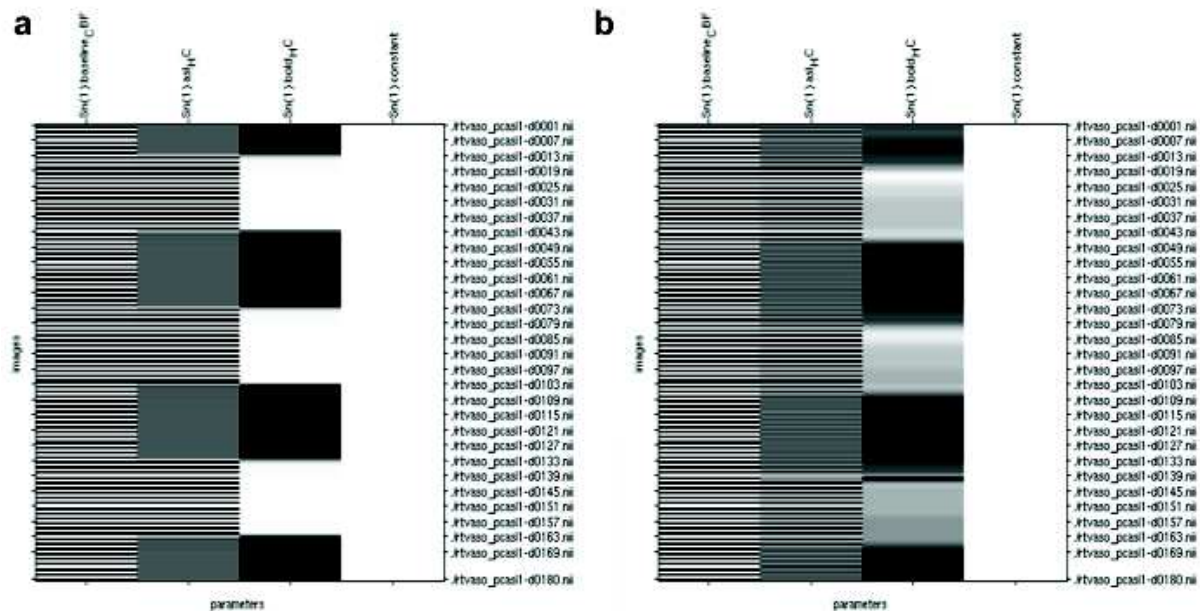 a
Sn(1) baseline_CBF
Sn(1) asl_HC
Sn(1) bold_HC
Sn(1) constant
images
./rtvaso_pcasl1-d0001.nii
./rtvaso_pcasl1-d0007.nii
./rtvaso_pcasl1-d0013.nii
./rtvaso_pcasl1-d0019.nii
./rtvaso_pcasl1-d0025.nii
./rtvaso_pcasl1-d0031.nii
./rtvaso_pcasl1-d0037.nii
./rtvaso_pcasl1-d0043.nii
./rtvaso_pcasl1-d0049.nii
./rtvaso_pcasl1-d0055.nii
./rtvaso_pcasl1-d0061.nii
./rtvaso_pcasl1-d0067.nii
./rtvaso_pcasl1-d0073.nii
./rtvaso_pcasl1-d0079.nii
./rtvaso_pcasl1-d0085.nii
./rtvaso_pcasl1-d0091.nii
./rtvaso_pcasl1-d0097.nii
./rtvaso_pcasl1-d0103.nii
./rtvaso_pcasl1-d0109.nii
./rtvaso_pcasl1-d0115.nii
./rtvaso_pcasl1-d0121.nii
./rtvaso_pcasl1-d0127.nii
./rtvaso_pcasl1-d0133.nii
./rtvaso_pcasl1-d0139.nii
./rtvaso_pcasl1-d0145.nii
./rtvaso_pcasl1-d0151.nii
./rtvaso_pcasl1-d0157.nii
./rtvaso_pcasl1-d0163.nii
./rtvaso_pcasl1-d0169.nii
./rtvaso_pcasl1-d0180.nii
parameters
b
Sn(1) baseline_CBF
Sn(1) asl_HC
Sn(1) bold_HC
Sn(1) constant
images
./rtvaso_pcasl1-d0001.nii
./rtvaso_pcasl1-d0007.nii
./rtvaso_pcasl1-d0013.nii
./rtvaso_pcasl1-d0019.nii
./rtvaso_pcasl1-d0025.nii
./rtvaso_pcasl1-d0031.nii
./rtvaso_pcasl1-d0037.nii
./rtvaso_pcasl1-d0043.nii
./rtvaso_pcasl1-d0049.nii
./rtvaso_pcasl1-d0055.nii
./rtvaso_pcasl1-d0061.nii
./rtvaso_pcasl1-d0067.nii
./rtvaso_pcasl1-d0073.nii
./rtvaso_pcasl1-d0079.nii
./rtvaso_pcasl1-d0085.nii
./rtvaso_pcasl1-d0091.nii
./rtvaso_pcasl1-d0097.nii
./rtvaso_pcasl1-d0103.nii
./rtvaso_pcasl1-d0109.nii
./rtvaso_pcasl1-d0115.nii
./rtvaso_pcasl1-d0121.nii
./rtvaso_pcasl1-d0127.nii
./rtvaso_pcasl1-d0133.nii
./rtvaso_pcasl1-d0139.nii
./rtvaso_pcasl1-d0145.nii
./rtvaso_pcasl1-d0151.nii
./rtvaso_pcasl1-d0157.nii
./rtvaso_pcasl1-d0163.nii
./rtvaso_pcasl1-d0169.nii
./rtvaso_pcasl1-d0180.nii
parameters